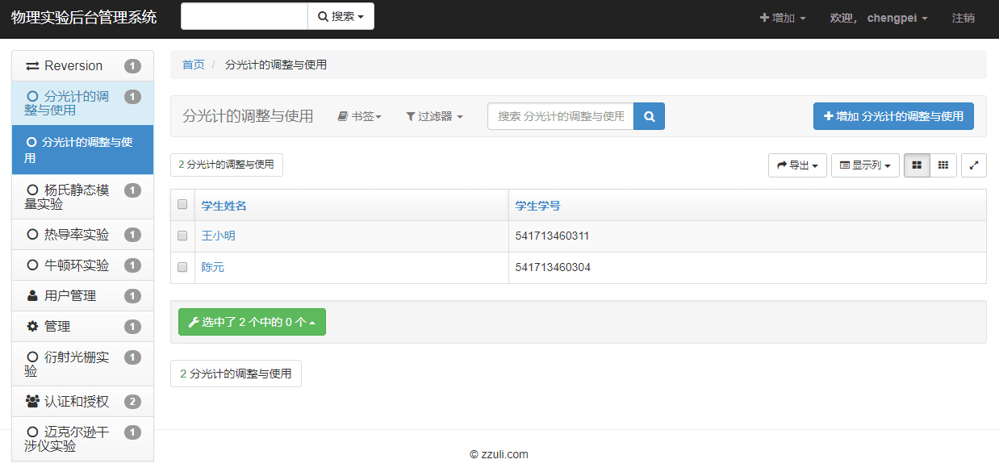 物理实验后台管理系统 搜索 增加 欢迎， chengpei 注销
Reversion 1
分光计的调 1
整与使用
分光计的调整与使
用
杨氏静态模 1
量实验
热导率实验 1
牛顿环实验 1
用户管理 1
管理 1
衍射光栅实 1
验
认证和授权 2
迈克尔逊干 1
涉仪实验
首页 / 分光计的调整与使用
分光计的调整与使用 书签 过滤器 搜索 分光计的调整与使用 增加 分光计的调整与使用
2 分光计的调整与使用 导出 显示列
学生姓名 学生学号
王小明 541713460311
陈元 541713460304
选中了 2 个中的 0 个
2 分光计的调整与使用
© zzuli.com